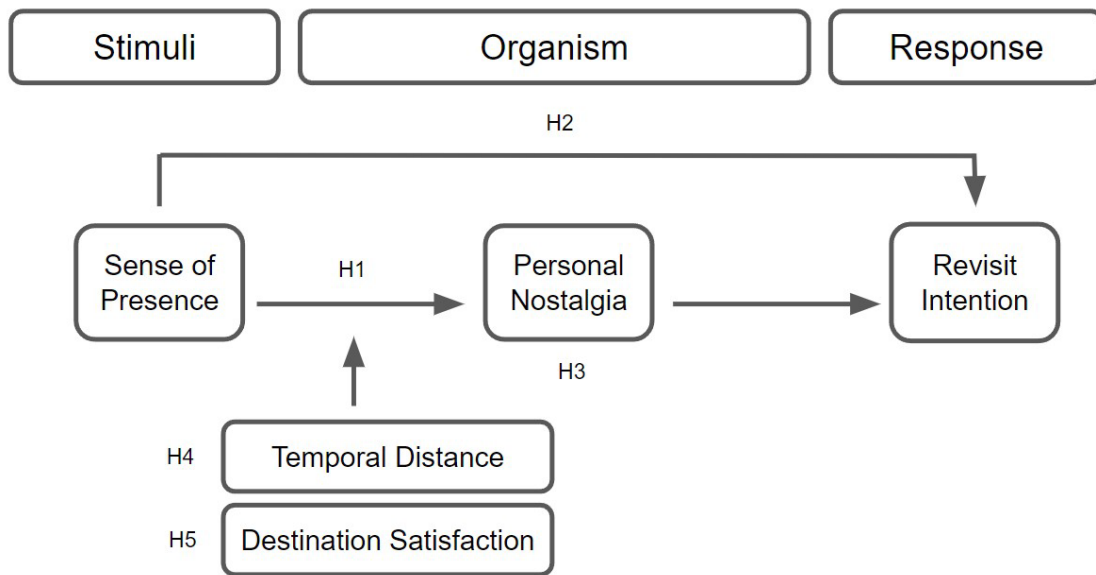 Stimuli
Organism
Response
H2
Sense of
Presence
H1
Personal
Nostalgia
Revisit
Intention
H3
H4
Temporal Distance
H5
Destination Satisfaction